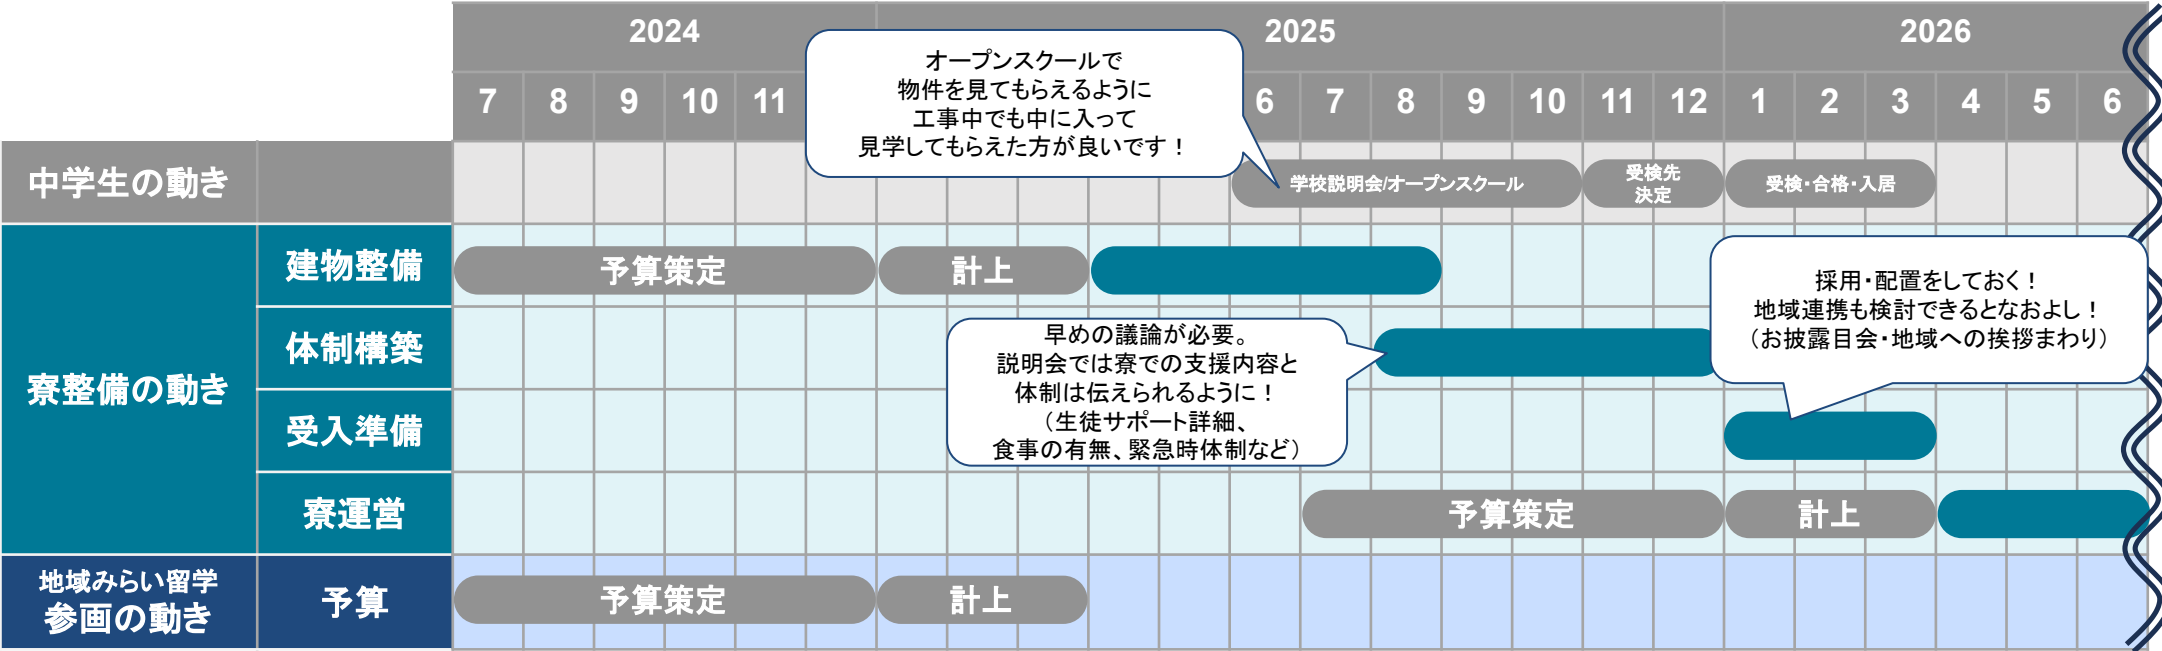 2024
2025
2026
7 8 9 10 11 6 7 8 9 10 11 12 1 2 3 4 5 6
オープンスクールで
物件を見てもらえるように
工事中でも中に入って
見学してもらえた方が良いです！
中学生の動き
学校説明会/オープンスクール
受検先
決定
受検・合格・入居
寮整備の動き
建物整備
予算策定
計上
体制構築
早めの議論が必要。
説明会では寮での支援内容と
体制は伝えられるように！
（生徒サポート詳細、
食事の有無、緊急時体制など）
採用・配置をしておく！
地域連携も検討できるとなおよし！
（お披露目会・地域への挨拶まわり）
受入準備
寮運営
予算策定
計上
地域みらい留学
参画の動き
予算
予算策定
計上